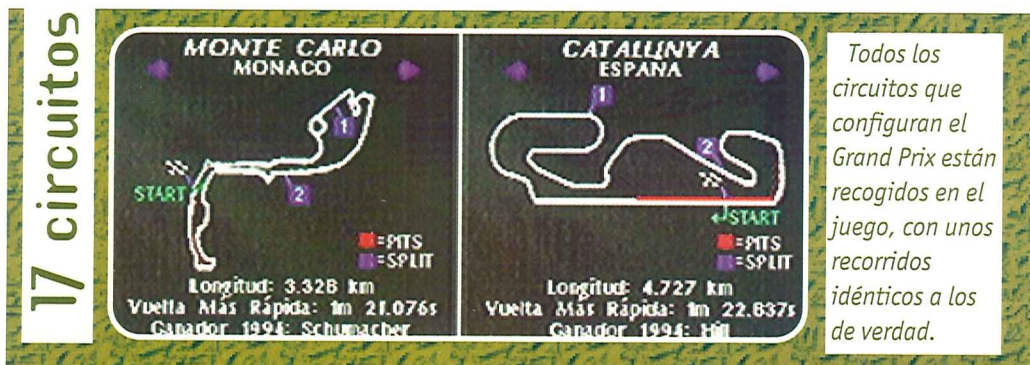 17 circuitos
MONTE CARLO
MONACO
1
2
START
=PITS
=SPLIT
Longitud: 3.328 km
Vuelta Más Rápida: 1m 21.076s
Ganador 1994: Schumacher
CATALUNYA
ESPANA
1
2
START
=PITS
=SPLIT
Longitud: 4.727 km
Vuelta Más Rápida: 1m 22.837s
Ganador 1994: Hill
Todos los
circuitos que
configuran el
Grand Prix están
recogidos en el
juego, con unos
recorridos
idénticos a los
de verdad.